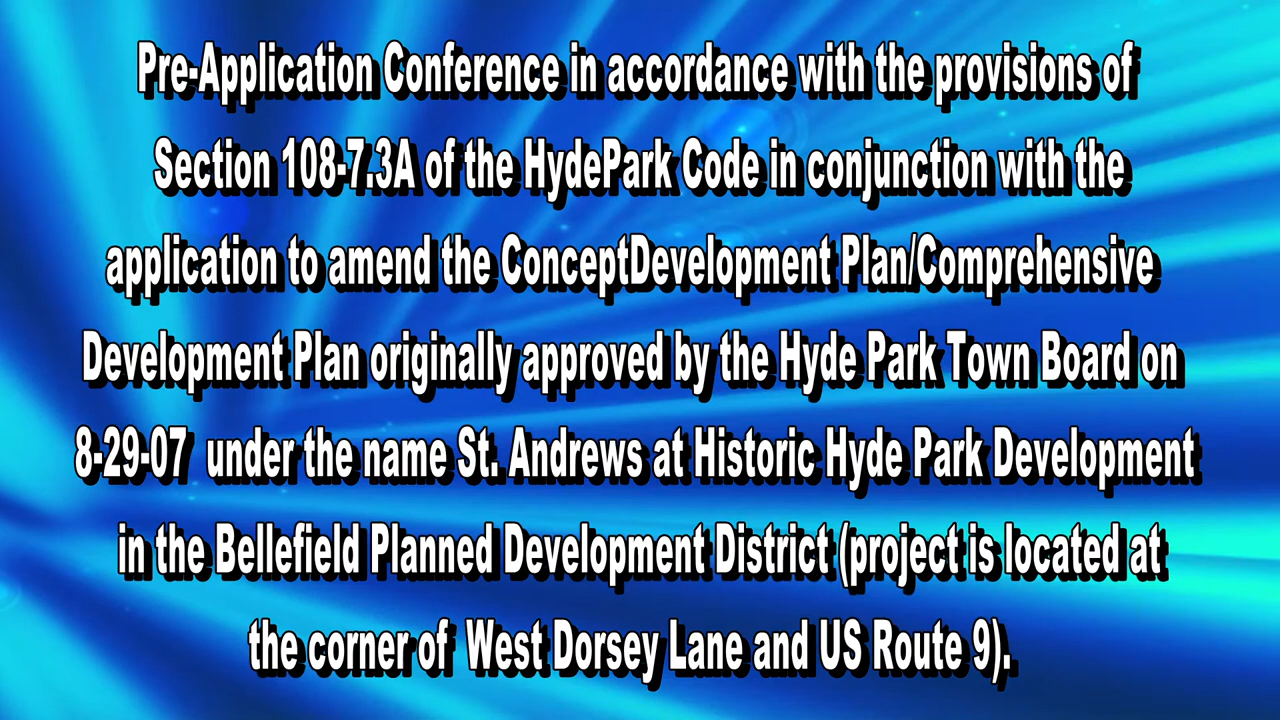 Pre-Application Conference in accordance with the provisions of
Section 108-7.3A of the HydePark Code in conjunction with the
application to amend the ConceptDevelopment Plan/Comprehensive
Development Plan originally approved by the Hyde Park Town Board on
8-29-07  under the name St. Andrews at Historic Hyde Park Development
in the Bellefield Planned Development District (project is located at
the corner of  West Dorsey Lane and US Route 9).